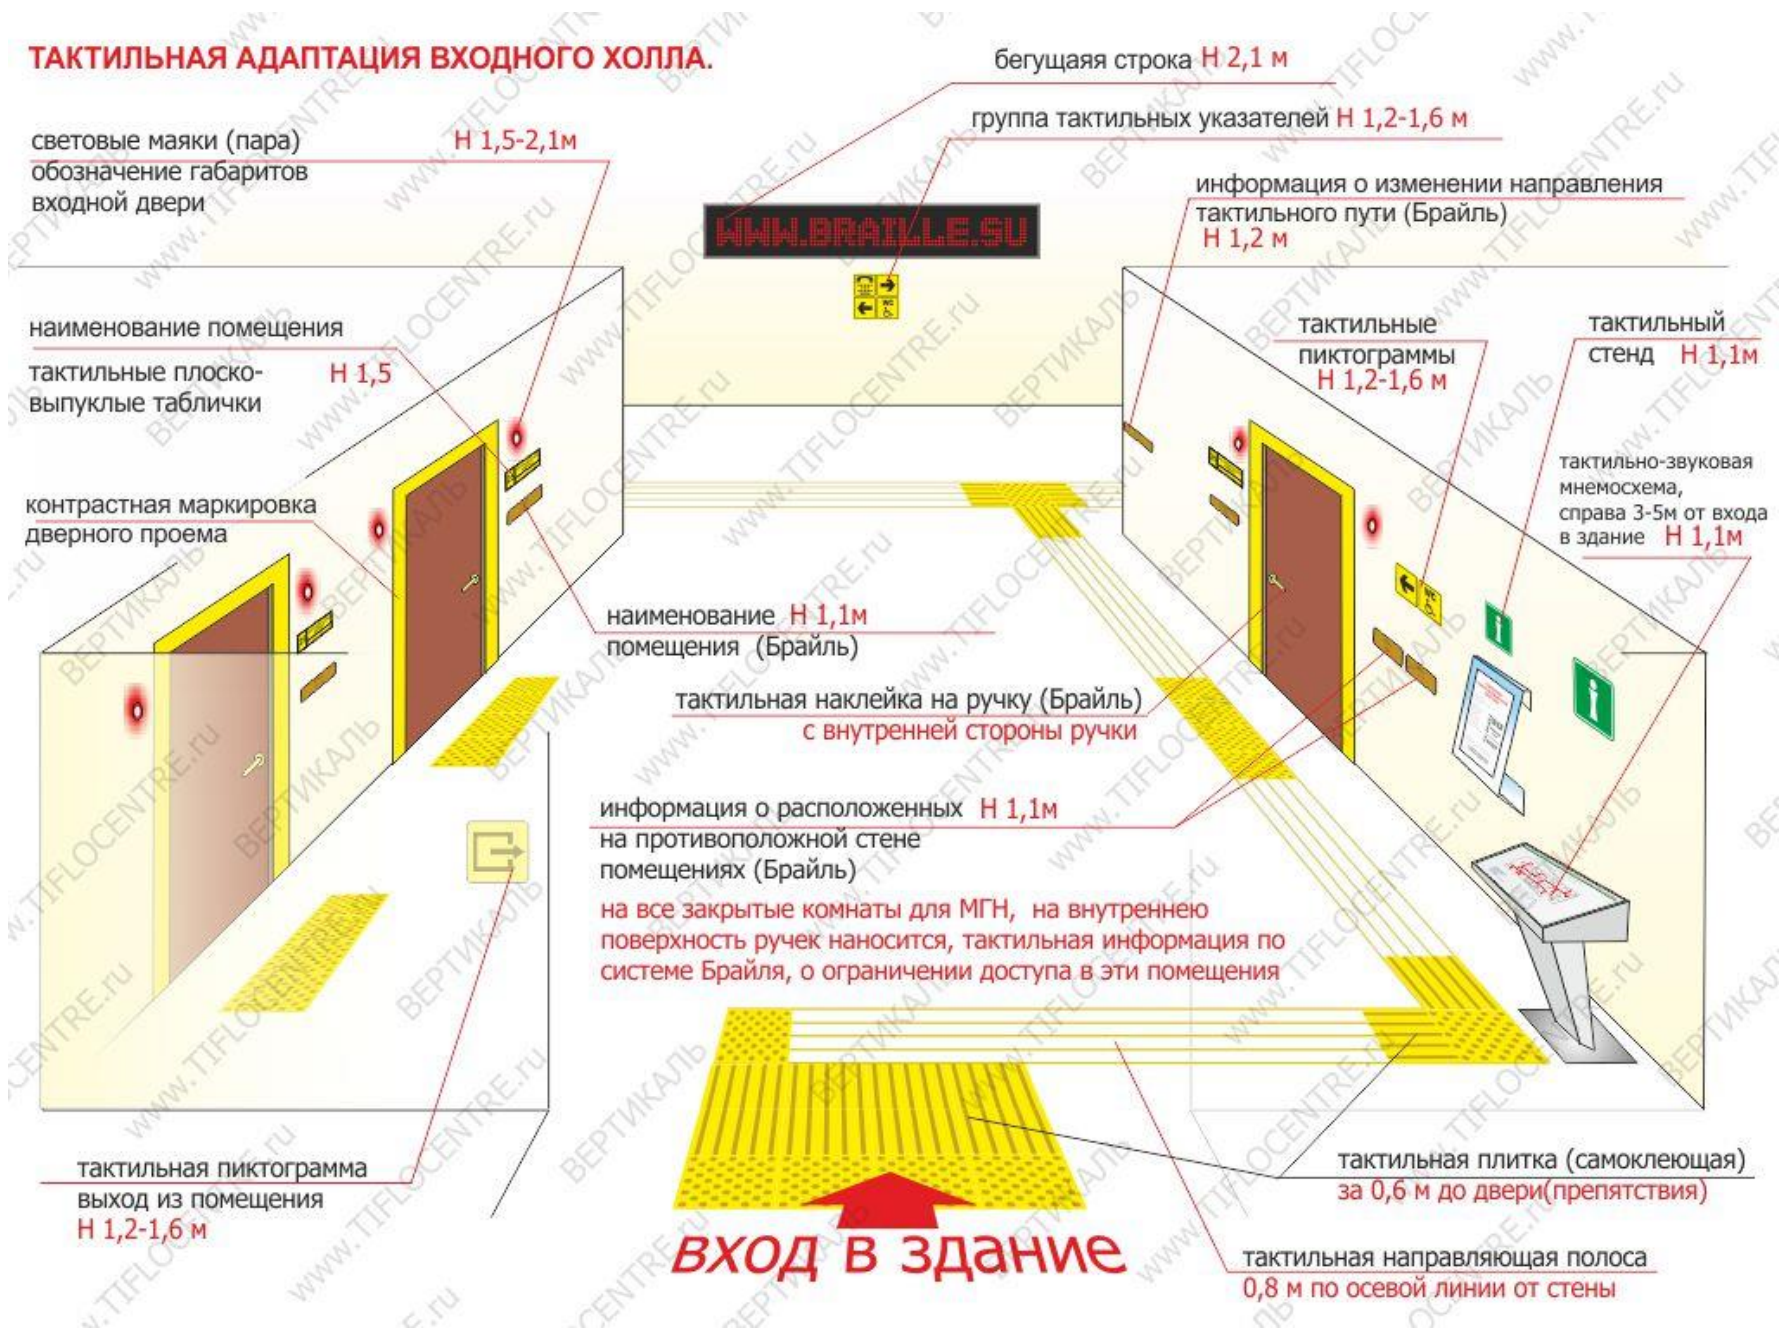 ТАКТИЛЬНАЯ АДАПТАЦИЯ ВХОДНОГО ХОЛЛА.
бегущаяя строка Н 2,1 м
группа тактильных указателей Н 1,2-1,6 м
световые маяки (пара) Н 1,5-2,1м
обозначение габаритов
входной двери
информация о изменении направления
тактильного пути (Брайль)
Н 1,2 м
WWW.BRAILLE.SU
WC
наименование помещения
тактильные плоско-
выпуклые таблички
Н 1,5
тактильные
пиктограммы
Н 1,2-1,6 м
тактильный
стенд Н 1,1м
контрастная маркировка
дверного проема
тактильно-звуковая
мнемосхема,
справа 3-5м от входа
в здание Н 1,1м
WC
i
i
наименование Н 1,1м
помещения (Брайль)
тактильная наклейка на ручку (Брайль)
с внутренней стороны ручки
информация о расположенных Н 1,1м
на противоположной стене
помещениях (Брайль)
на все закрытые комнаты для МГН, на внутреннею
поверхность ручек наносится, тактильная информация по
системе Брайля, о ограничении доступа в эти помещения
тактильная пиктограмма
выход из помещения
Н 1,2-1,6 м
тактильная плитка (самоклеющая)
за 0,6 м до двери(препятствия)
вход в здание
тактильная направляющая полоса
0,8 м по осевой линии от стены
ВЕРТИКАЛЬ
www.TIFLOCENTRE.ru